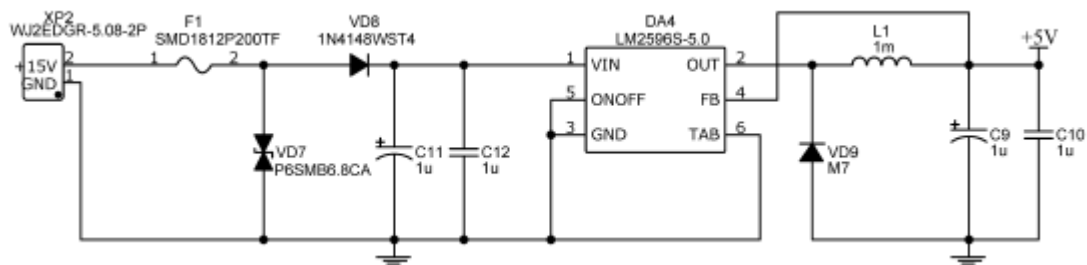 XP2
WJ2EDGR-5.08-2P
+15V
2
GND
1
F1
SMD1812P200TF
1
2
VD8
1N4148WST4
VD7
P6SMB6.8CA
+
C11
1u
C12
1u
DA4
LM2596S-5.0
1
VIN
OUT
2
5
ONOFF
FB
4
3
GND
TAB
6
L1
1m
+5V
VD9
M7
+
C9
1u
C10
1u